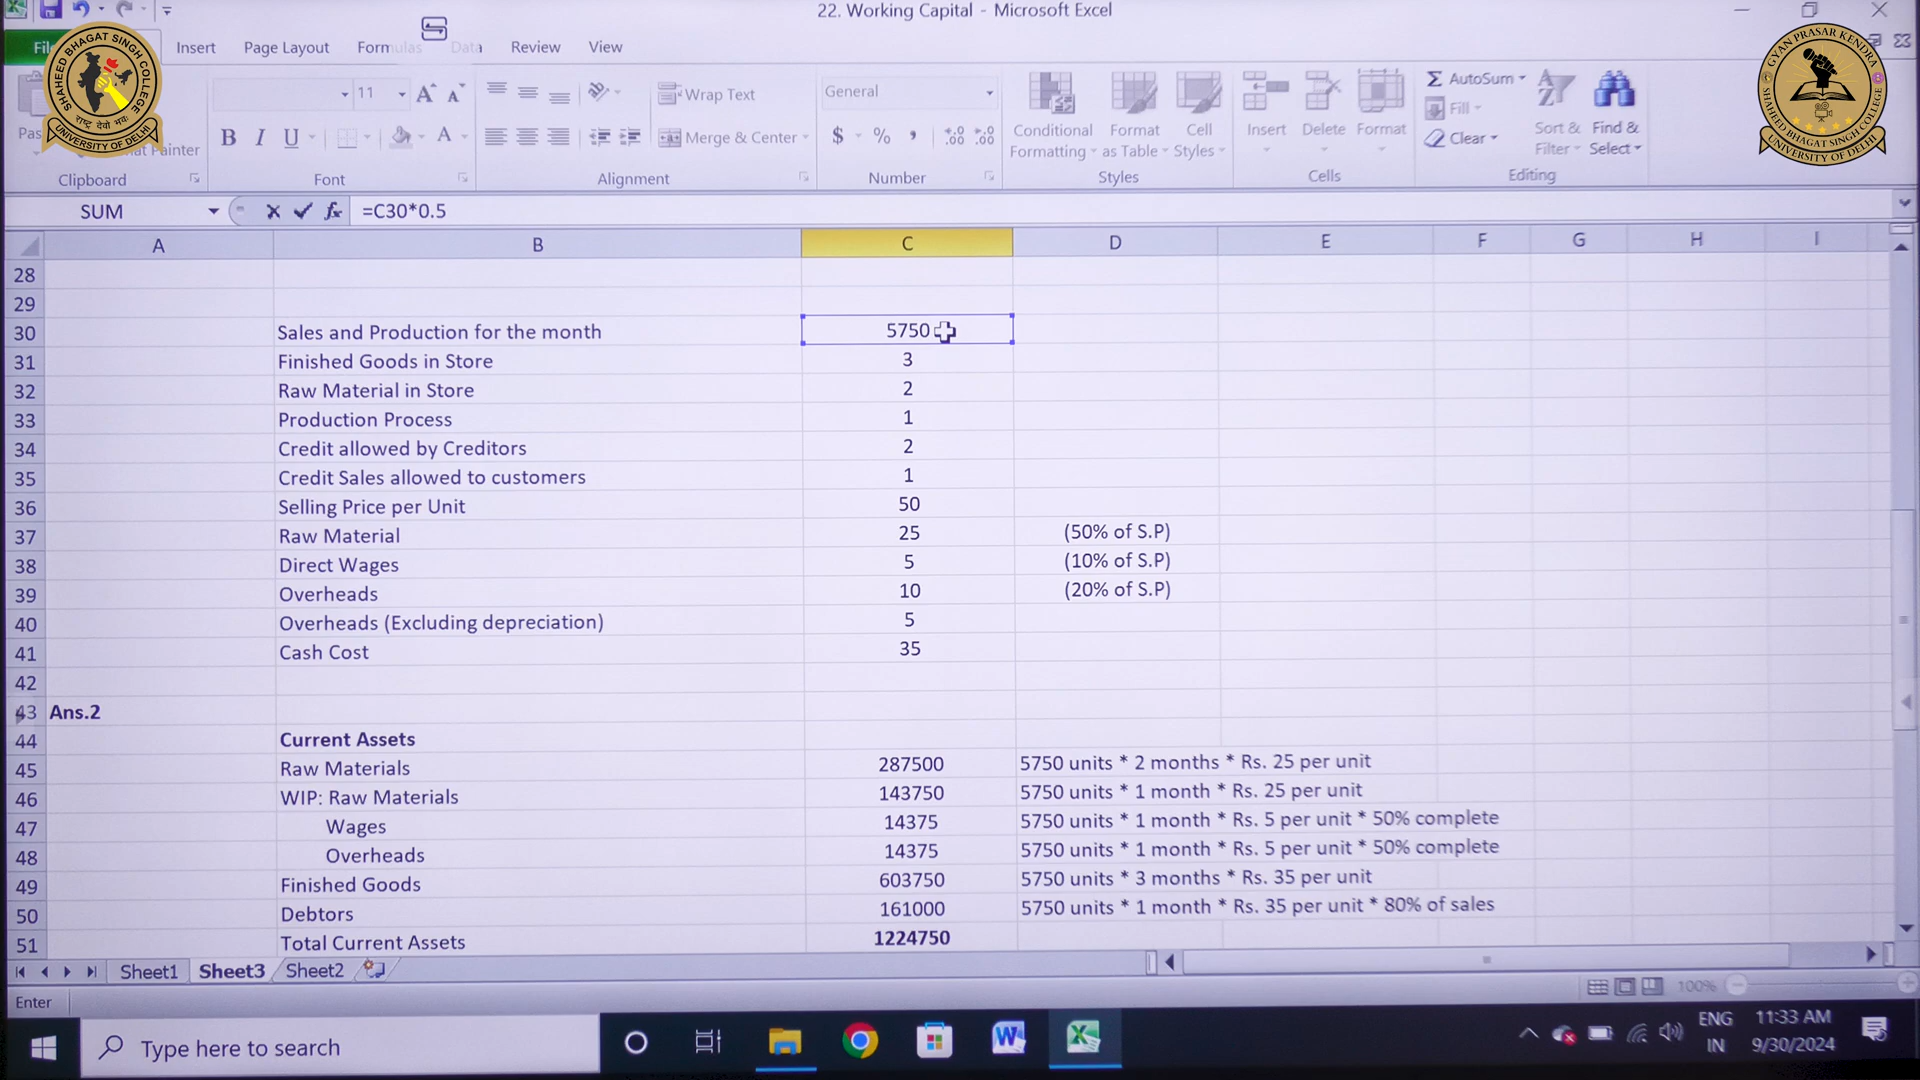 22. Working Capital - Microsoft Excel
Insert Page Layout Formulas Data Review View
SHAHEED BHAGAT SINGH COLLEGE
राष्ट्र देवो भवः
UNIVERSITY OF DELHI
GYAN PRASAR KENDRA
SHAHEED BHAGAT SINGH COLLEGE
UNIVERSITY OF DELHI
11
Wrap Text
Merge & Center
General
$ %
Conditional Formatting
Format as Table
Cell Styles
Insert Delete Format
AutoSum
Fill
Clear
Sort & Filter
Find & Select
Clipboard Font Alignment Number Styles Cells Editing
SUM =C30*0.5
A B C D E F G H I
28
29
30 Sales and Production for the month 5750
31 Finished Goods in Store 3
32 Raw Material in Store 2
33 Production Process 1
34 Credit allowed by Creditors 2
35 Credit Sales allowed to customers 1
36 Selling Price per Unit 50
37 Raw Material 25 (50% of S.P)
38 Direct Wages 5 (10% of S.P)
39 Overheads 10 (20% of S.P)
40 Overheads (Excluding depreciation) 5
41 Cash Cost 35
42
43 Ans.2
44 Current Assets
45 Raw Materials 287500 5750 units * 2 months * Rs. 25 per unit
46 WIP: Raw Materials 143750 5750 units * 1 month * Rs. 25 per unit
47 Wages 14375 5750 units * 1 month * Rs. 5 per unit * 50% complete
48 Overheads 14375 5750 units * 1 month * Rs. 5 per unit * 50% complete
49 Finished Goods 603750 5750 units * 3 months * Rs. 35 per unit
50 Debtors 161000 5750 units * 1 month * Rs. 35 per unit * 80% of sales
51 Total Current Assets 1224750
Sheet1 Sheet3 Sheet2
Enter 100%
Type here to search
ENG 11:33 AM
IN 9/30/2024